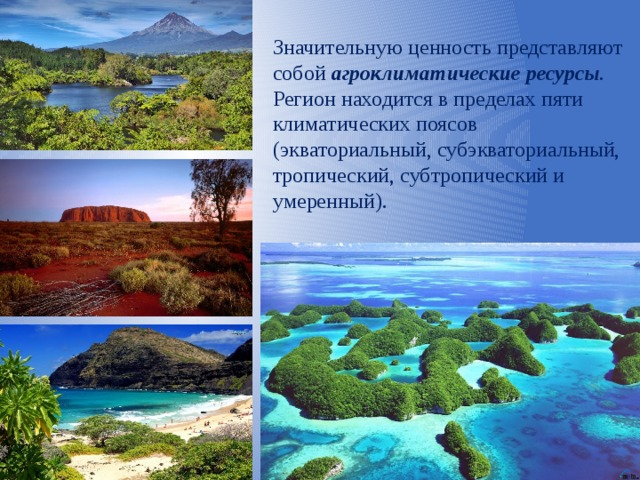 Значительную ценность представляют
собой агроклиматические ресурсы.
Регион находится в пределах пяти
климатических поясов
(экваториальный, субэкваториальный,
тропический, субтропический и
умеренный).